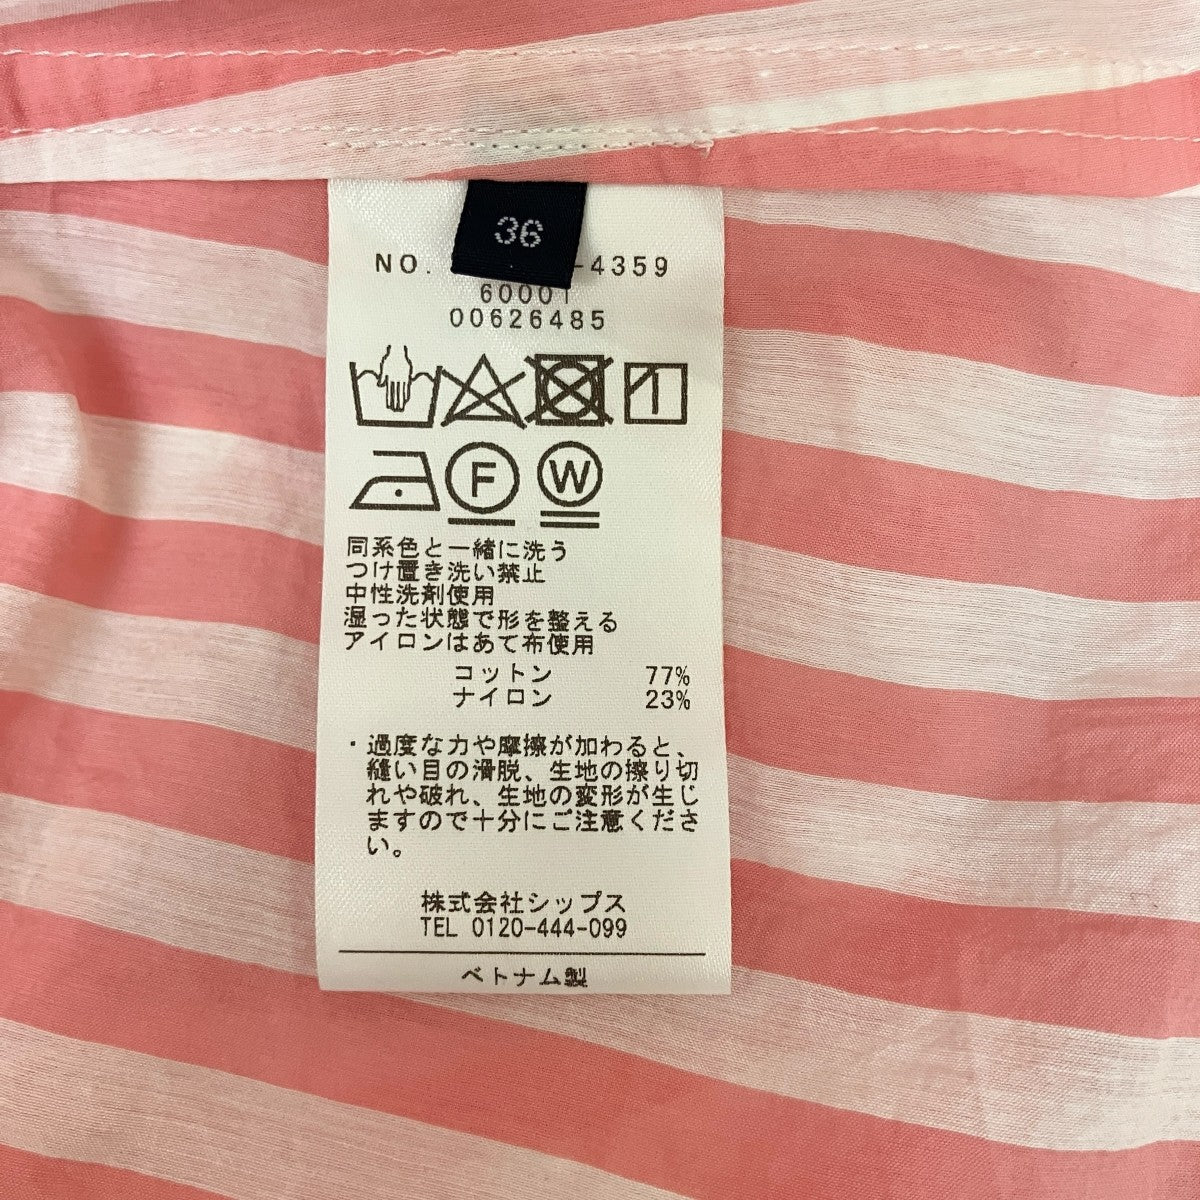 36
NO. -4359
60001
00626485
F W
同系色と一緒に洗う
つけ置き洗い禁止
中性洗剤使用
湿った状態で形を整える
アイロンはあて布使用
コットン 77%
ナイロン 23%
・過度な力や摩擦が加わると、
縫い目の滑脱、生地の擦り切
れや破れ、生地の変形が生じ
ますので十分にご注意くださ
い。
株式会社シップス
TEL 0120-444-099
ベトナム製